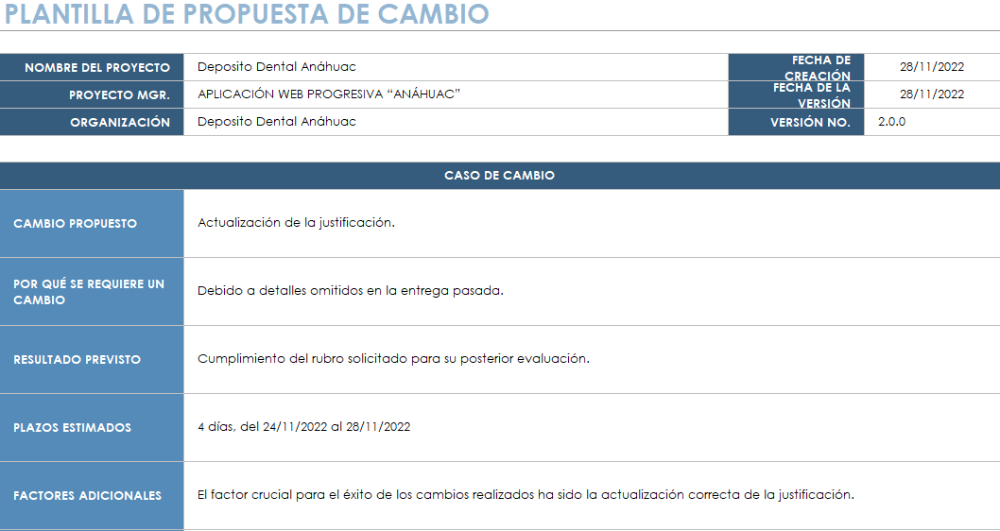 PLANTILLA DE PROPUESTA DE CAMBIO
NOMBRE DEL PROYECTO Deposito Dental Anáhuac FECHA DE CREACIÓN 28/11/2022
PROYECTO MGR. APLICACIÓN WEB PROGRESIVA “ANÁHUAC” FECHA DE LA VERSIÓN 28/11/2022
ORGANIZACIÓN Deposito Dental Anáhuac VERSIÓN NO. 2.0.0
CASO DE CAMBIO
CAMBIO PROPUESTO Actualización de la justificación.
POR QUÉ SE REQUIERE UN CAMBIO Debido a detalles omitidos en la entrega pasada.
RESULTADO PREVISTO Cumplimiento del rubro solicitado para su posterior evaluación.
PLAZOS ESTIMADOS 4 días, del 24/11/2022 al 28/11/2022
FACTORES ADICIONALES El factor crucial para el éxito de los cambios realizados ha sido la actualización correcta de la justificación.